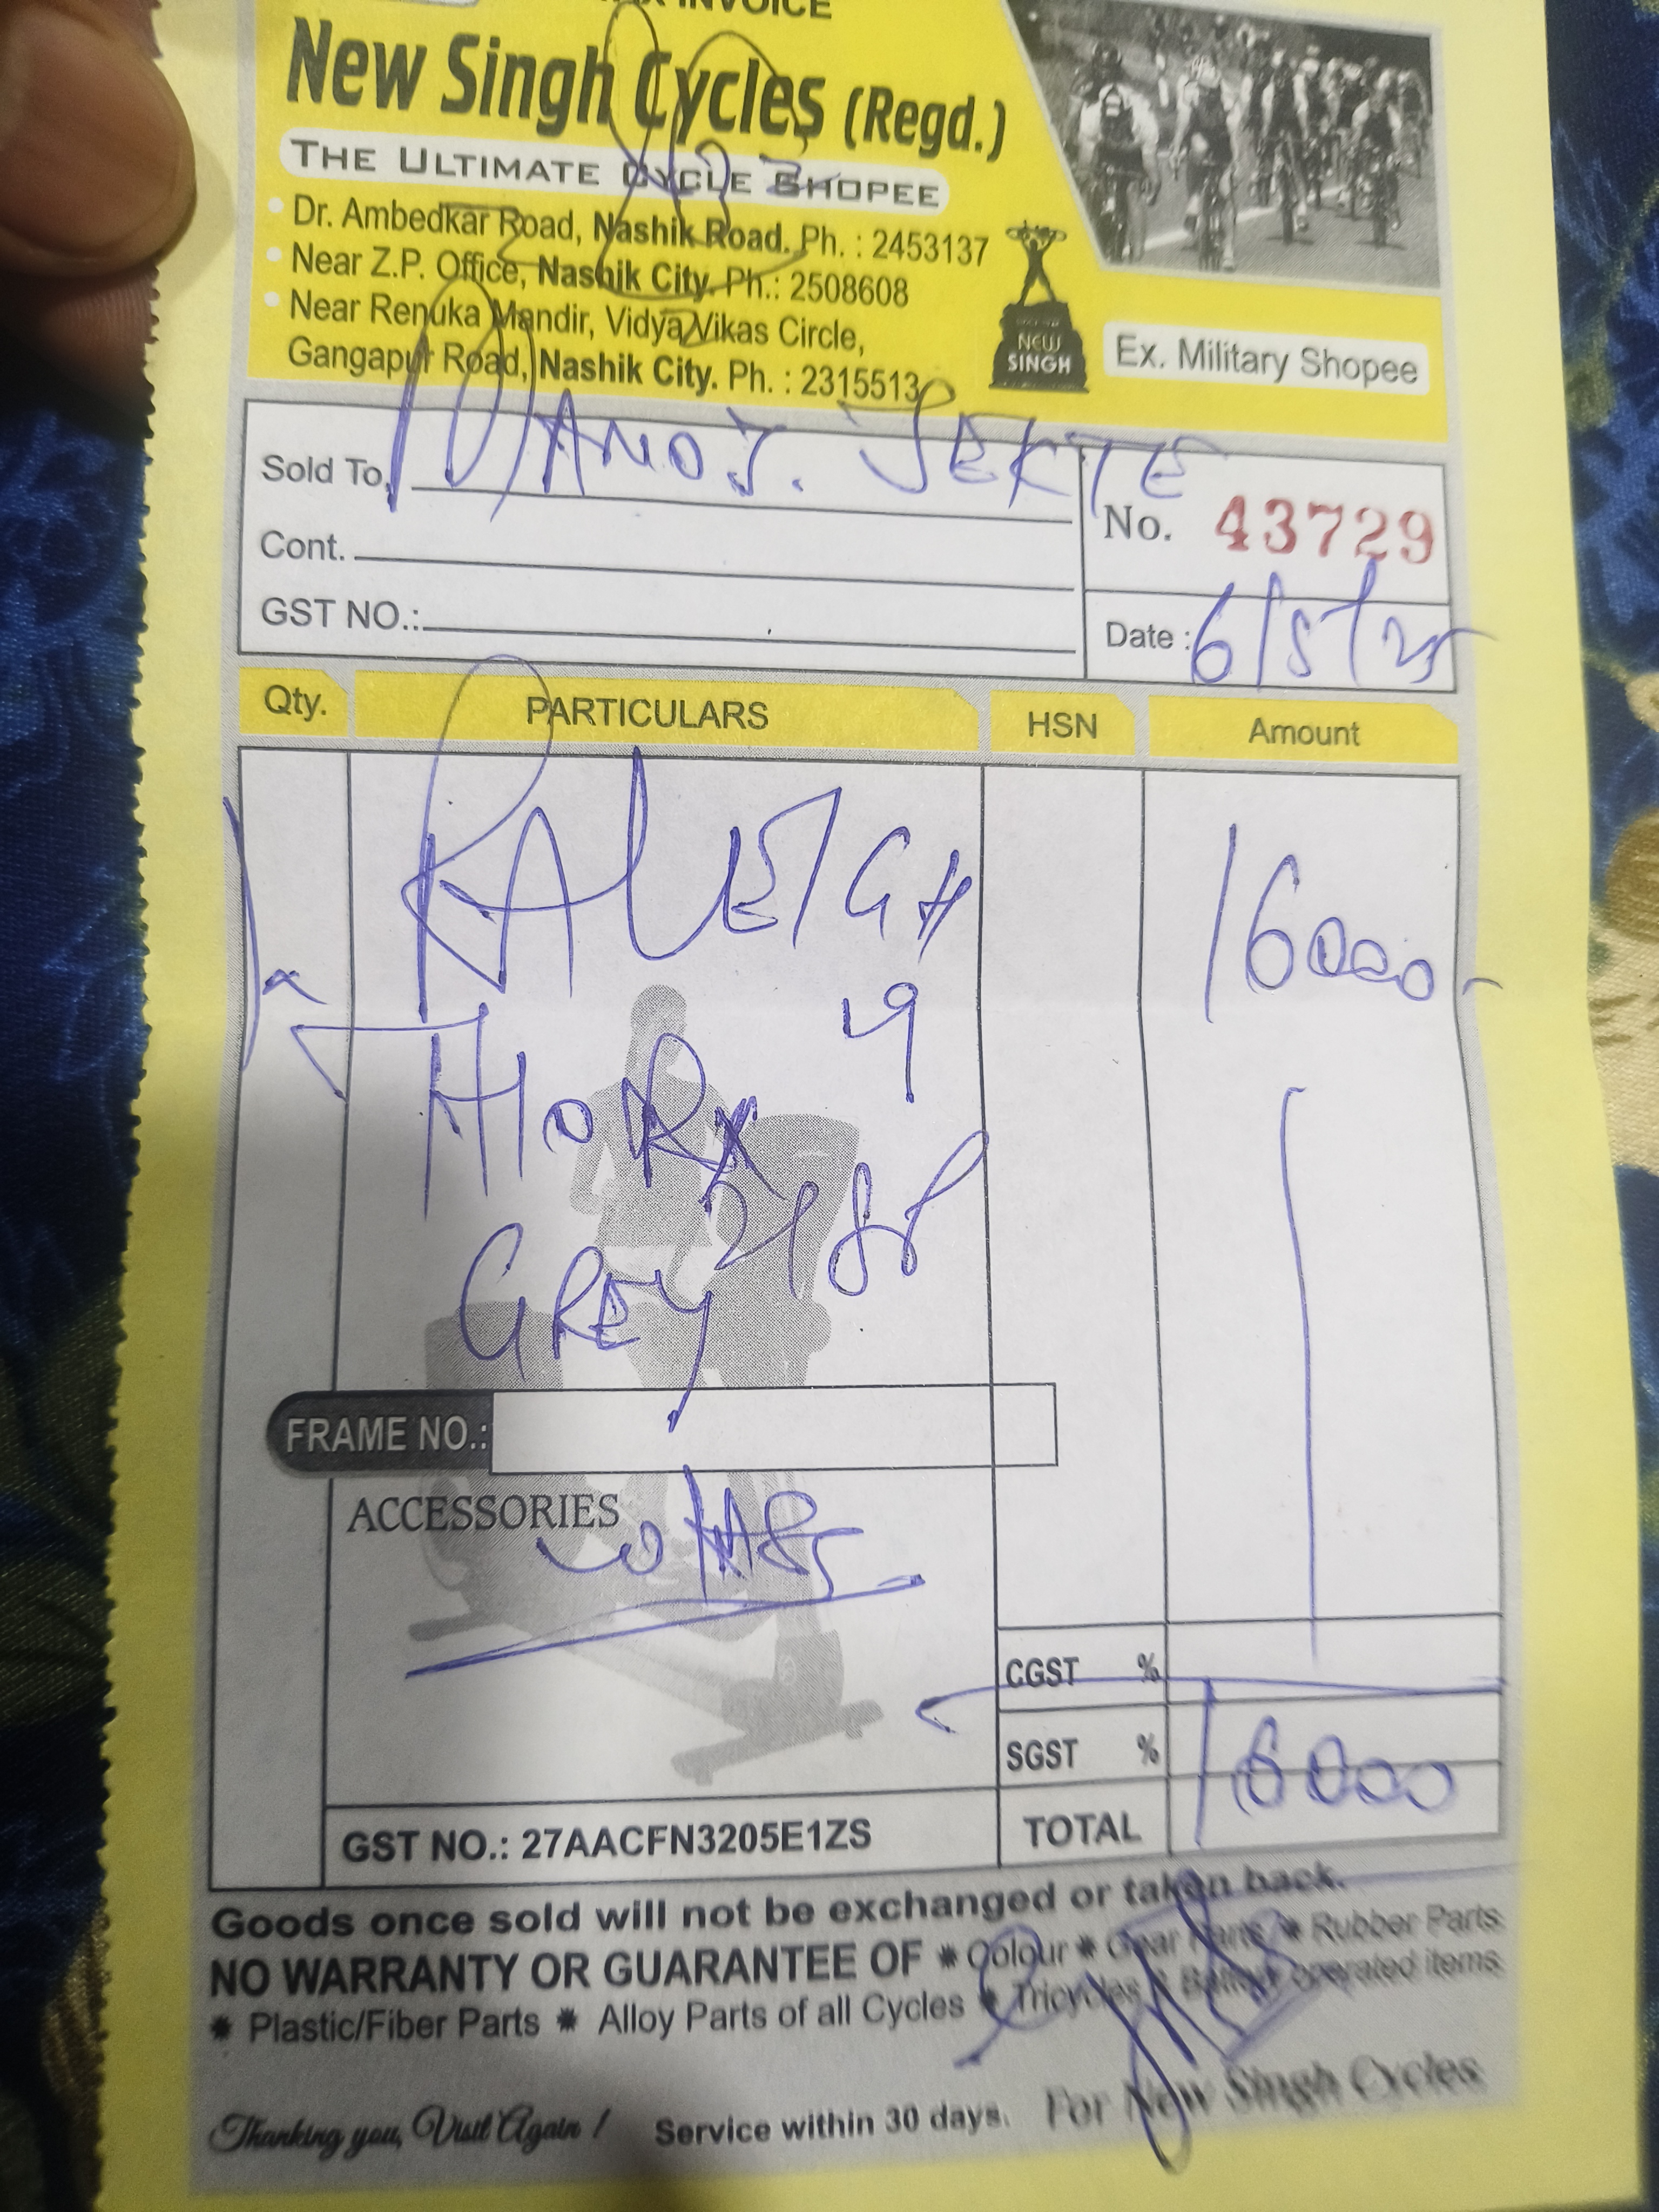 TAX INVOICE
New Singh Cycles (Regd.)
THE ULTIMATE CYCLE SHOPEE
Dr. Ambedkar Road, Nashik Road. Ph. : 2453137
Near Z.P. Office, Nashik City. Ph.: 2508608
Near Renuka Mandir, Vidya Vikas Circle,
Gangapur Road, Nashik City. Ph. : 2315513
NEW
SINGH
Ex. Military Shopee
Sold To, MANOJ. JEKTE
No. 43729
Cont.
GST NO.:
Date : 6/5/25
Qty. PARTICULARS HSN Amount
RALEIGH 16000-
THORX
GREY
FRAME NO.:
ACCESSORIES
CGST %
SGST %
16000
GST NO.: 27AACFN3205E1ZS TOTAL
Goods once sold will not be exchanged or taken back.
NO WARRANTY OR GUARANTEE OF * Colour * Gear Parts * Rubber Parts
* Plastic/Fiber Parts * Alloy Parts of all Cycles * Tricycles * Battery operated items
Thanking you, Visit Again ! Service within 30 days. For New Singh Cycles